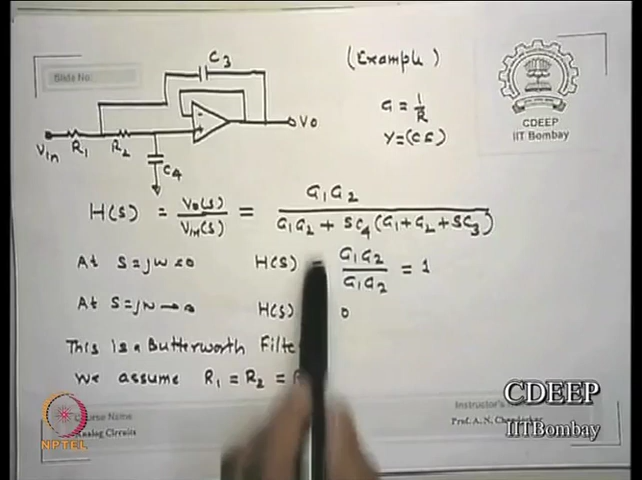 Slide No:
(Example)
C3
G = 1/R
Y = (CS)
CDEEP
IIT Bombay
Vin R1 R2 C4 Vo
H(S) = Vo(S)/Vin(S) = G1G2 / G1G2 + SC4 (G1+G2+SC3)
At S=jω=0 H(S) = G1G2/G1G2 = 1
At S=jω→∞ H(S) 0
This is a Butterworth Filte
We assume R1 = R2 =
Course Name
Analog Circuits
NPTEL
Instructor's
Prof. A. N. Chandorkar
CDEEP
IIT Bombay